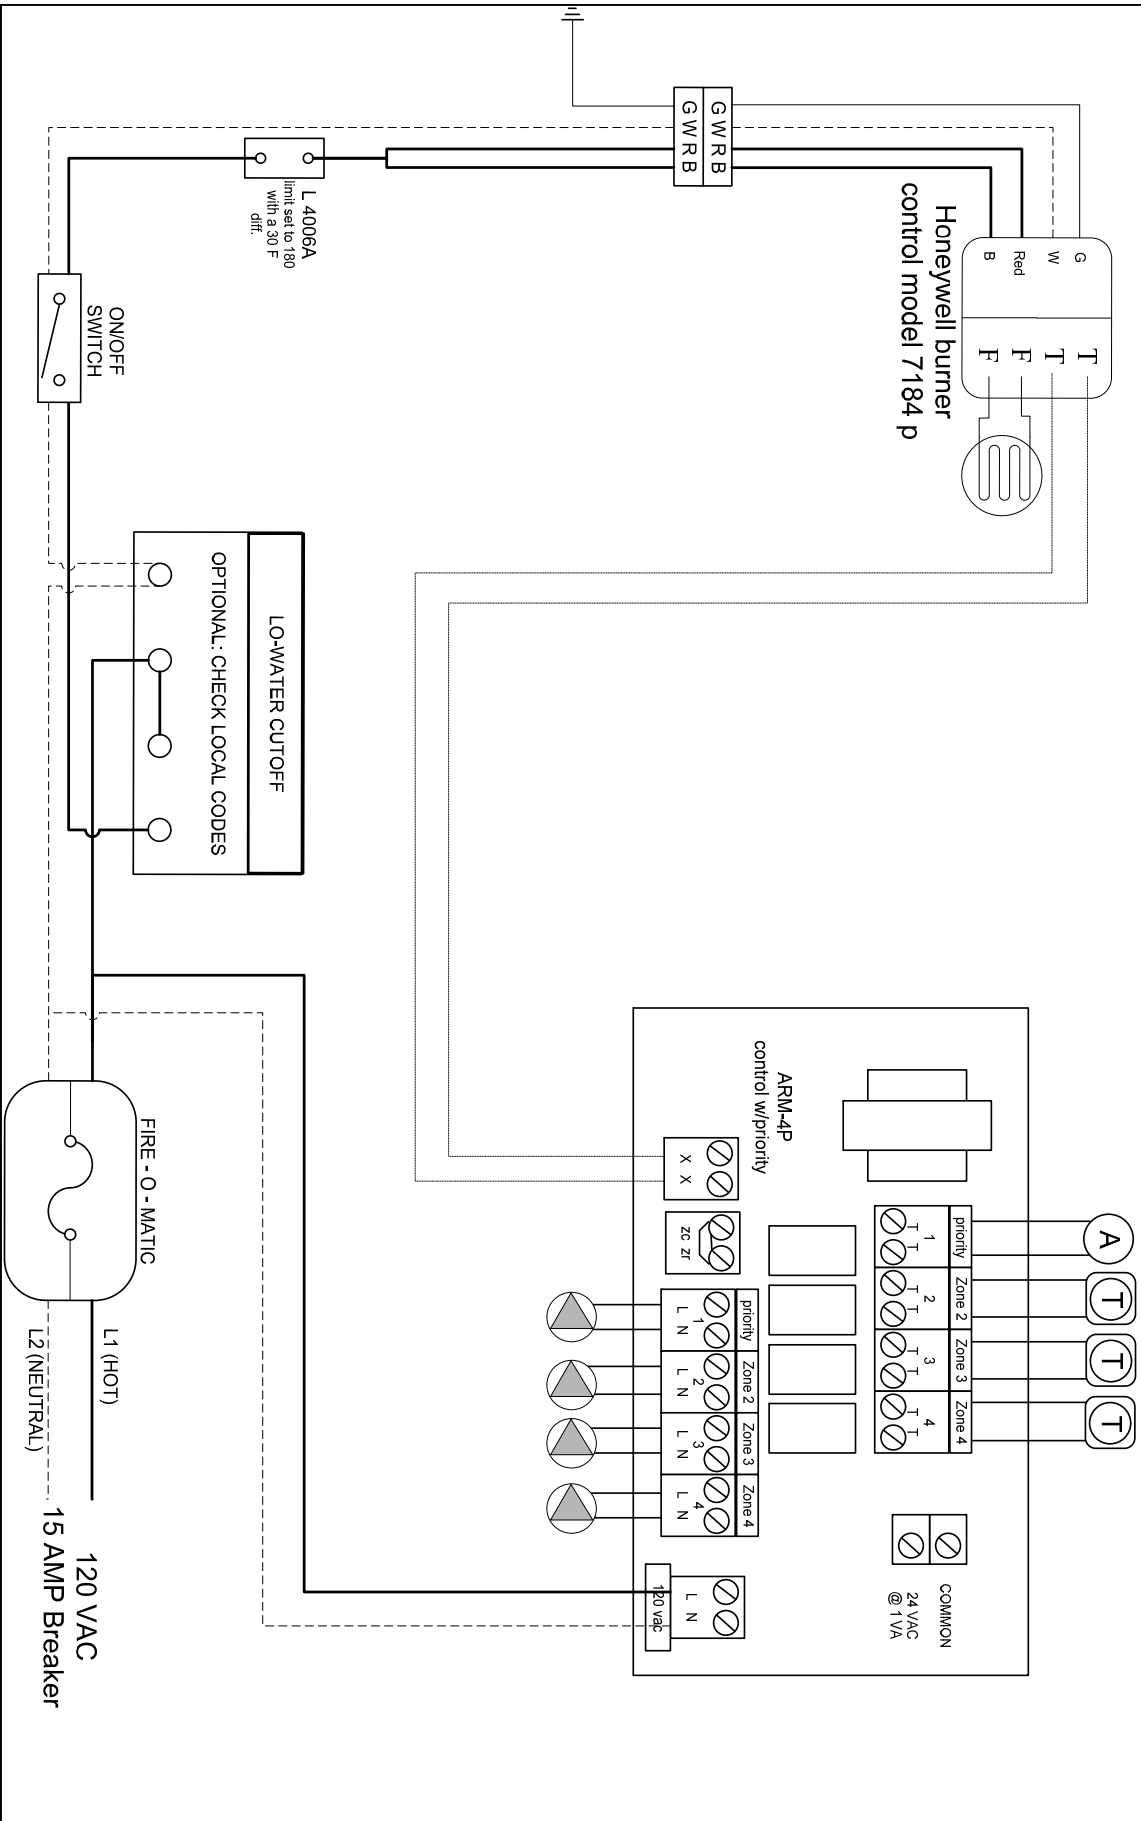 Honeywell burner
control model 7184 p
G
W
Red
B
T
T
F
F
G W R B
G W R B
L 4006A
limit set to 180
with a 30 F
diff.
ON/OFF
SWITCH
LO-WATER CUTOFF
OPTIONAL: CHECK LOCAL CODES
ARM-4P
control w/priority
X X
zc zr
A
T
T
T
priority
Zone 2
Zone 3
Zone 4
1
2
3
4
T T
T T
T T
T T
priority
Zone 2
Zone 3
Zone 4
1
2
3
4
L N
L N
L N
L N
COMMON
24 VAC
@ 1VA
L N
120 vac
FIRE - O - MATIC
L1 (HOT)
L2 (NEUTRAL)
120 VAC
15 AMP Breaker